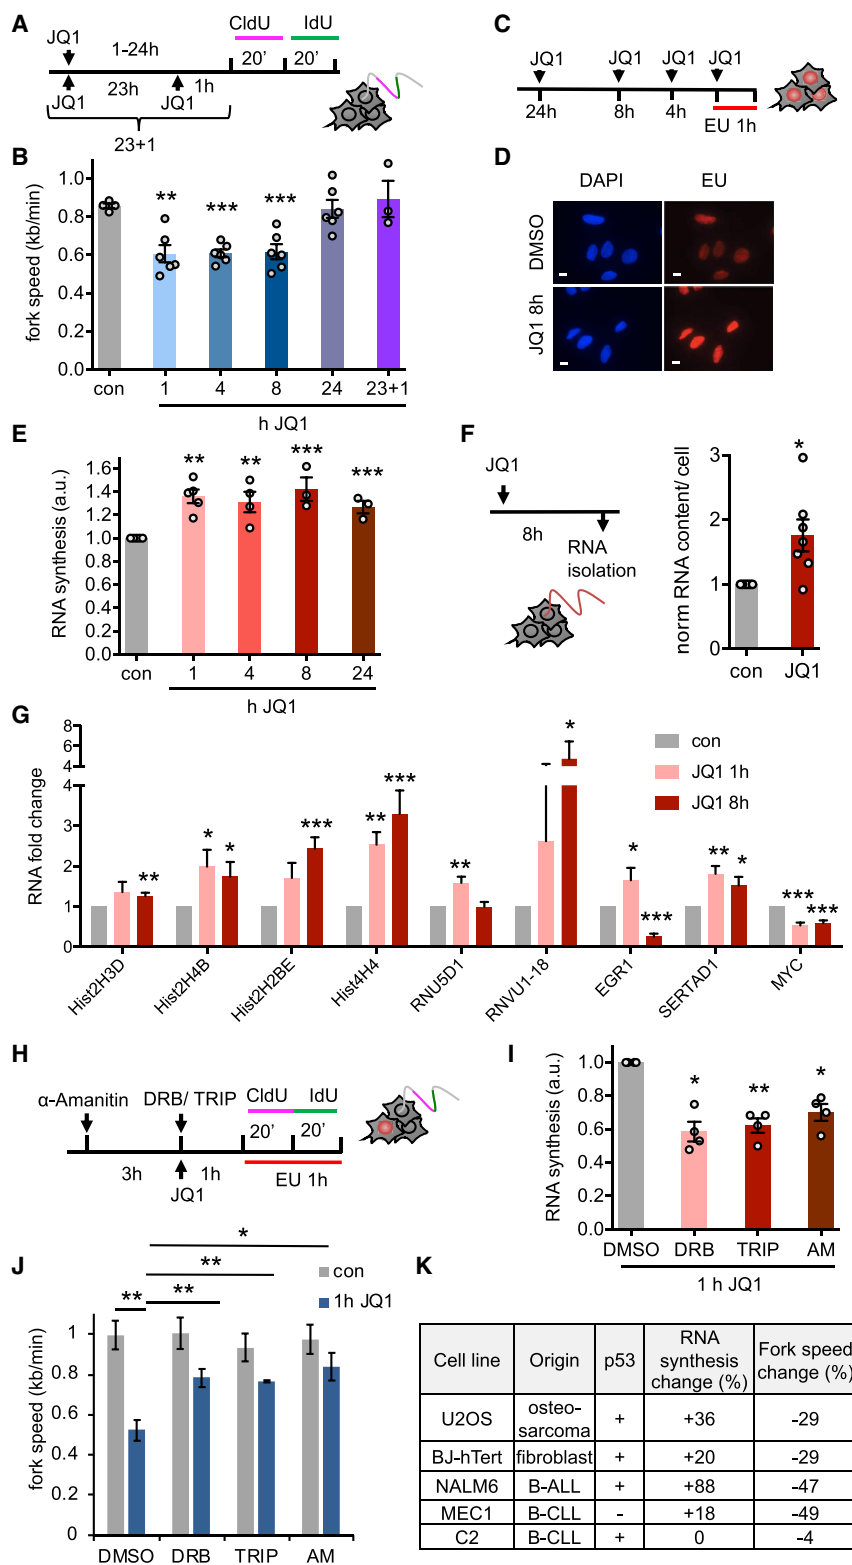 A
CldU
IdU
JQ1
1-24h
20'
20'
23h
1h
JQ1
JQ1
23+1
B
fork speed (kb/min)
1.0
0.8
0.6
0.4
0.2
0.0
**
***
***
con
1
4
8
24
23+1
h JQ1
C
JQ1
JQ1
JQ1
JQ1
24h
8h
4h
EU 1h
D
DAPI
EU
DMSO
JQ1 8h
E
RNA synthesis (a.u.)
1.6
1.4
1.2
1.0
0.8
0.6
0.4
0.2
0.0
**
**
***
***
con
1
4
8
24
h JQ1
F
JQ1
8h
RNA
isolation
norm RNA content/ cell
3
2
1
0
*
con
JQ1
G
RNA fold change
8
6
4
4
3
2
1
0
con
JQ1 1h
JQ1 8h
**
*
*
***
**
***
**
*
*
***
**
*
***
***
Hist2H3D
Hist2H4B
Hist2H2BE
Hist4H4
RNU5D1
RNVU1-18
EGR1
SERTAD1
MYC
H
α-Amanitin
DRB/ TRIP
CldU
IdU
20'
20'
3h
1h
JQ1
EU 1h
I
RNA synthesis (a.u.)
1.0
0.8
0.6
0.4
0.2
0.0
*
**
*
DMSO
DRB
TRIP
AM
1 h JQ1
J
fork speed (kb/min)
1
0.8
0.6
0.4
0.2
0
*
**
**
**
con
1h JQ1
DMSO
DRB
TRIP
AM
K
Cell line
Origin
p53
RNA
synthesis
change (%)
Fork speed
change (%)
U2OS
osteo-
sarcoma
+
+36
-29
BJ-hTert
fibroblast
+
+20
-29
NALM6
B-ALL
+
+88
-47
MEC1
B-CLL
-
+18
-49
C2
B-CLL
+
0
-4